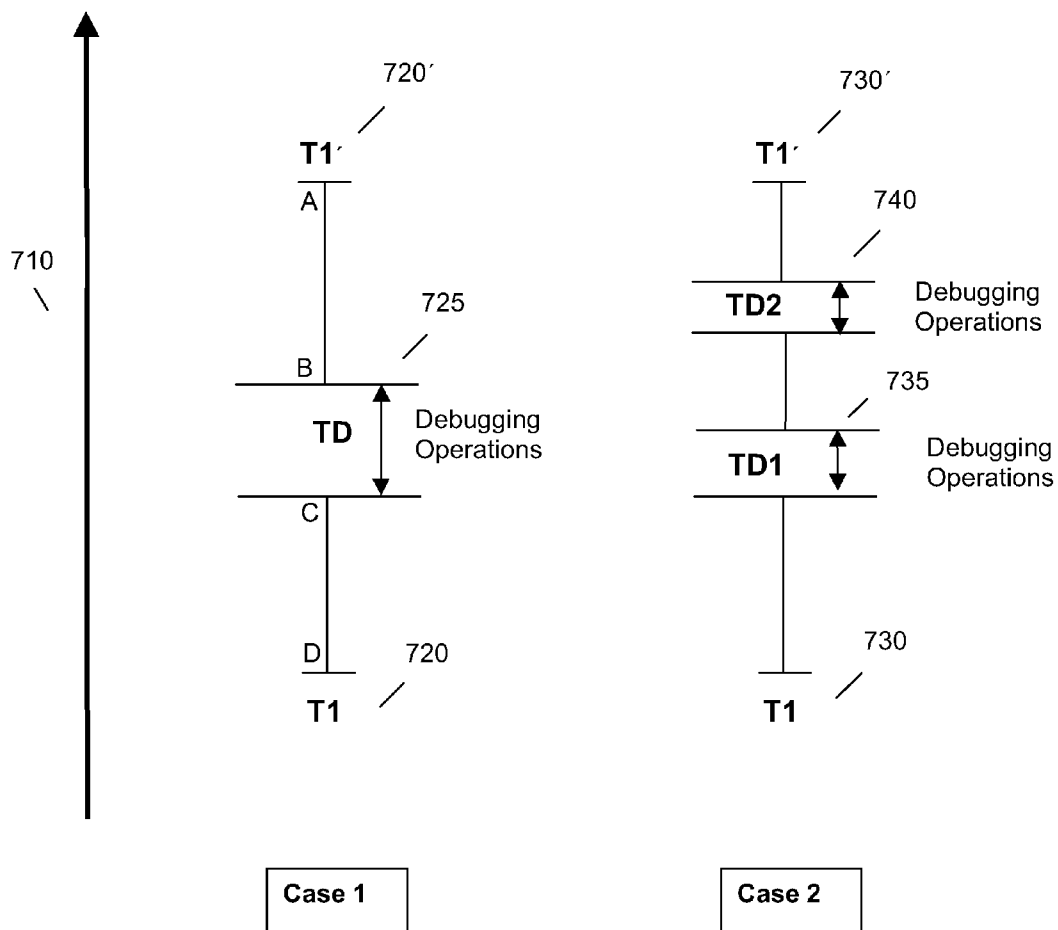 720´
730´
T1´
T1´
A
740
710
725
TD2
Debugging
Operations
B
735
TD
Debugging
Operations
TD1
Debugging
Operations
C
D
720
730
T1
T1
Case 1
Case 2